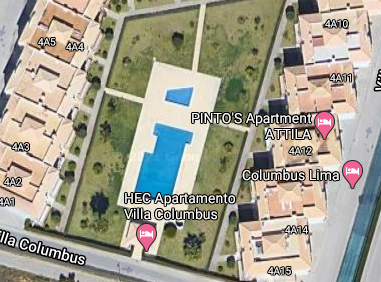 4A10
4A5
4A4
4A11
PINTO'S Apartment
ATTILA
4A12
4A3
Columbus Lima
4A2
HEC Apartamento
Villa Columbus
4A1
4A14
illa Columbus
4A15